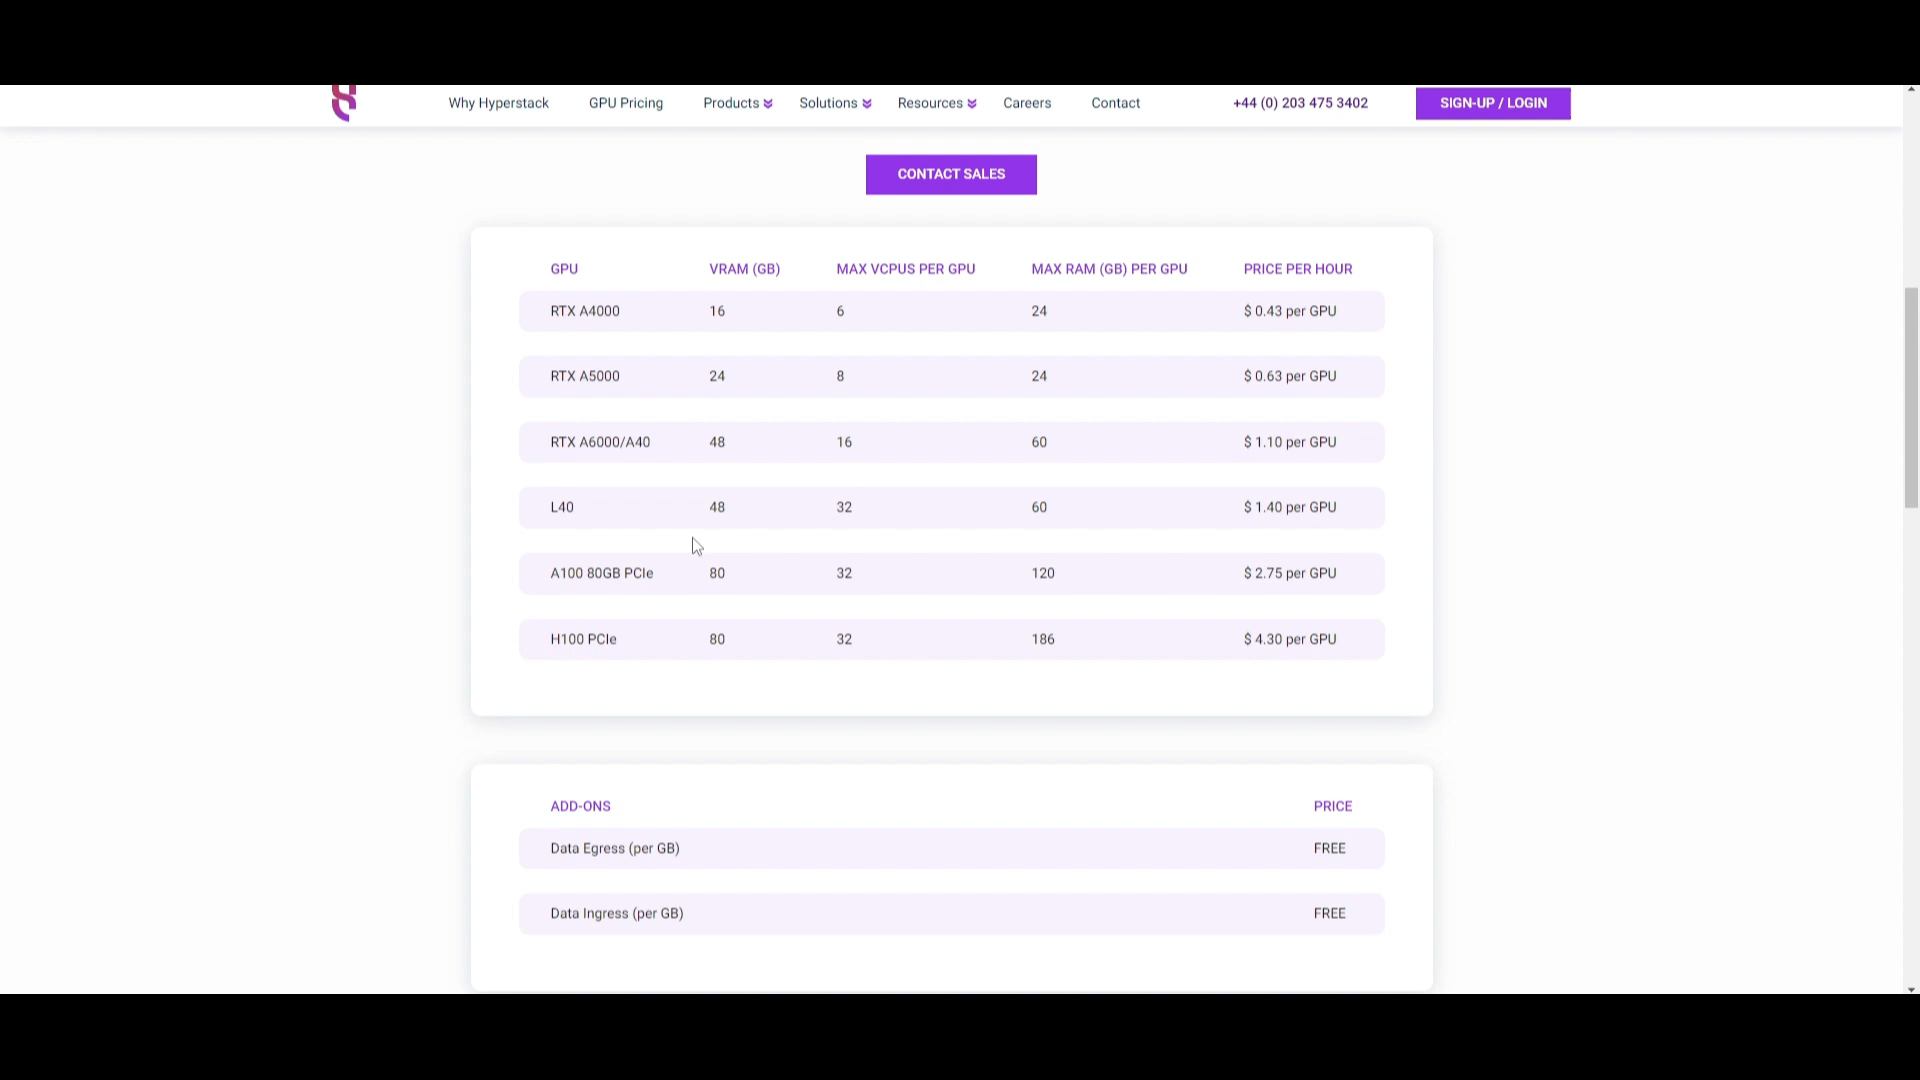 Why Hyperstack GPU Pricing Products Solutions Resources Careers Contact +44 (0) 203 475 3402 SIGN-UP / LOGIN
CONTACT SALES
GPU VRAM (GB) MAX VCPUS PER GPU MAX RAM (GB) PER GPU PRICE PER HOUR
RTX A4000 16 6 24 $ 0.43 per GPU
RTX A5000 24 8 24 $ 0.63 per GPU
RTX A6000/A40 48 16 60 $ 1.10 per GPU
L40 48 32 60 $ 1.40 per GPU
A100 80GB PCIe 80 32 120 $ 2.75 per GPU
H100 PCIe 80 32 186 $ 4.30 per GPU
ADD-ONS PRICE
Data Egress (per GB) FREE
Data Ingress (per GB) FREE